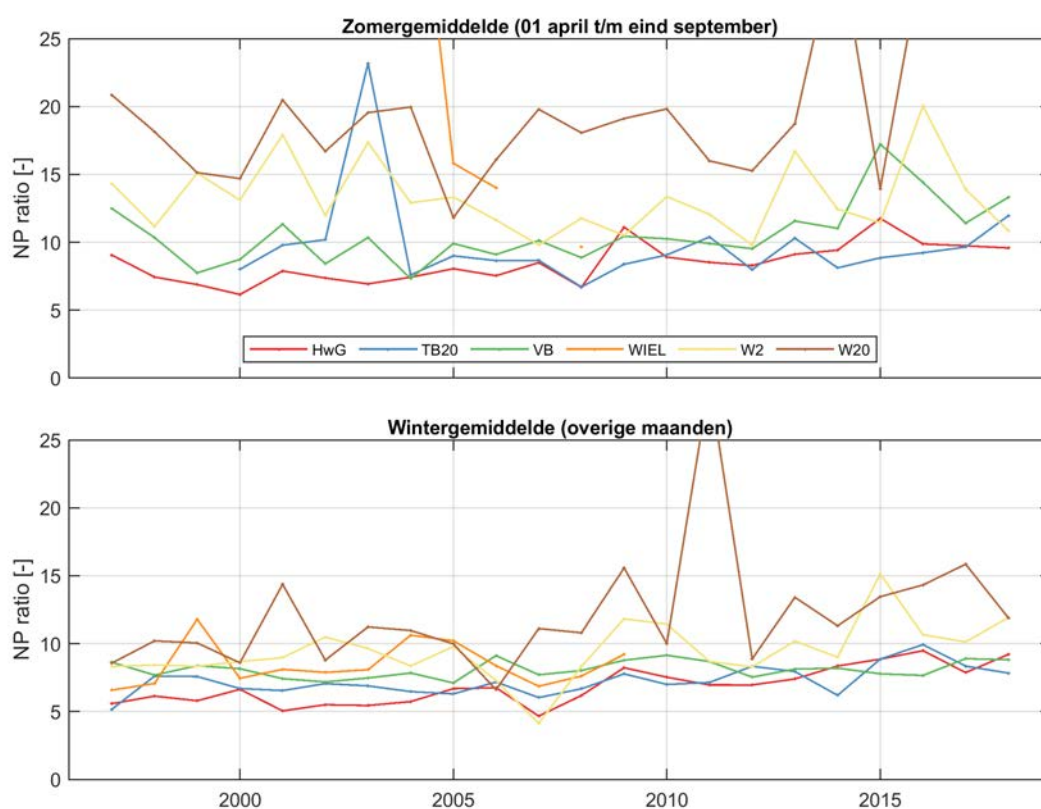 Zomergemiddelde (01 april t/m eind september)
25
20
15
10
5
0
NP ratio [-]
HwG TB20 VB WIEL W2 W20
Wintergemiddelde (overige maanden)
25
20
15
10
5
0
NP ratio [-]
2000 2005 2010 2015